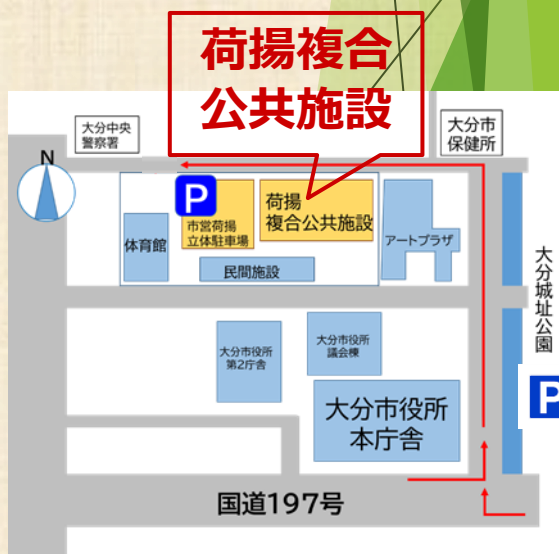 荷揚複合
公共施設
大分中央
警察署
大分市
保健所
N
P
市営荷揚
立体駐車場
荷揚
複合公共施設
体育館
アートプラザ
民間施設
大分城址公園
大分市役所
第2庁舎
大分市役所
議会棟
P
大分市役所
本庁舎
国道197号